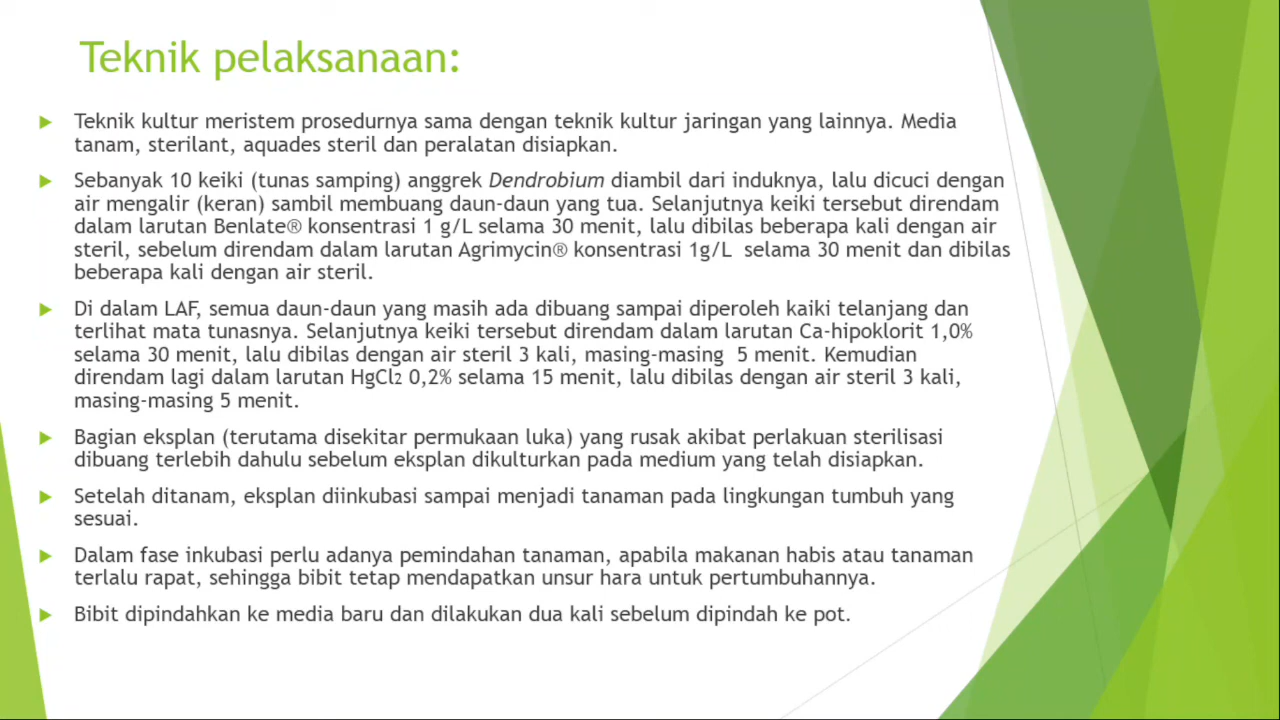 Teknik pelaksanaan:
Teknik kultur meristem prosedurnya sama dengan teknik kultur jaringan yang lainnya. Media
tanam, sterilant, aquades steril dan peralatan disiapkan.
Sebanyak 10 keiki (tunas samping) anggrek Dendrobium diambil dari induknya, lalu dicuci dengan
air mengalir (keran) sambil membuang daun-daun yang tua. Selanjutnya keiki tersebut direndam
dalam larutan Benlate® konsentrasi 1 g/L selama 30 menit, lalu dibilas beberapa kali dengan air
steril, sebelum direndam dalam larutan Agrimycin® konsentrasi 1g/L  selama 30 menit dan dibilas
beberapa kali dengan air steril.
Di dalam LAF, semua daun-daun yang masih ada dibuang sampai diperoleh kaiki telanjang dan
terlihat mata tunasnya. Selanjutnya keiki tersebut direndam dalam larutan Ca-hipoklorit 1,0%
selama 30 menit, lalu dibilas dengan air steril 3 kali, masing-masing  5 menit. Kemudian
direndam lagi dalam larutan HgCl2 0,2% selama 15 menit, lalu dibilas dengan air steril 3 kali,
masing-masing 5 menit.
Bagian eksplan (terutama disekitar permukaan luka) yang rusak akibat perlakuan sterilisasi
dibuang terlebih dahulu sebelum eksplan dikulturkan pada medium yang telah disiapkan.
Setelah ditanam, eksplan diinkubasi sampai menjadi tanaman pada lingkungan tumbuh yang
sesuai.
Dalam fase inkubasi perlu adanya pemindahan tanaman, apabila makanan habis atau tanaman
terlalu rapat, sehingga bibit tetap mendapatkan unsur hara untuk pertumbuhannya.
Bibit dipindahkan ke media baru dan dilakukan dua kali sebelum dipindah ke pot.